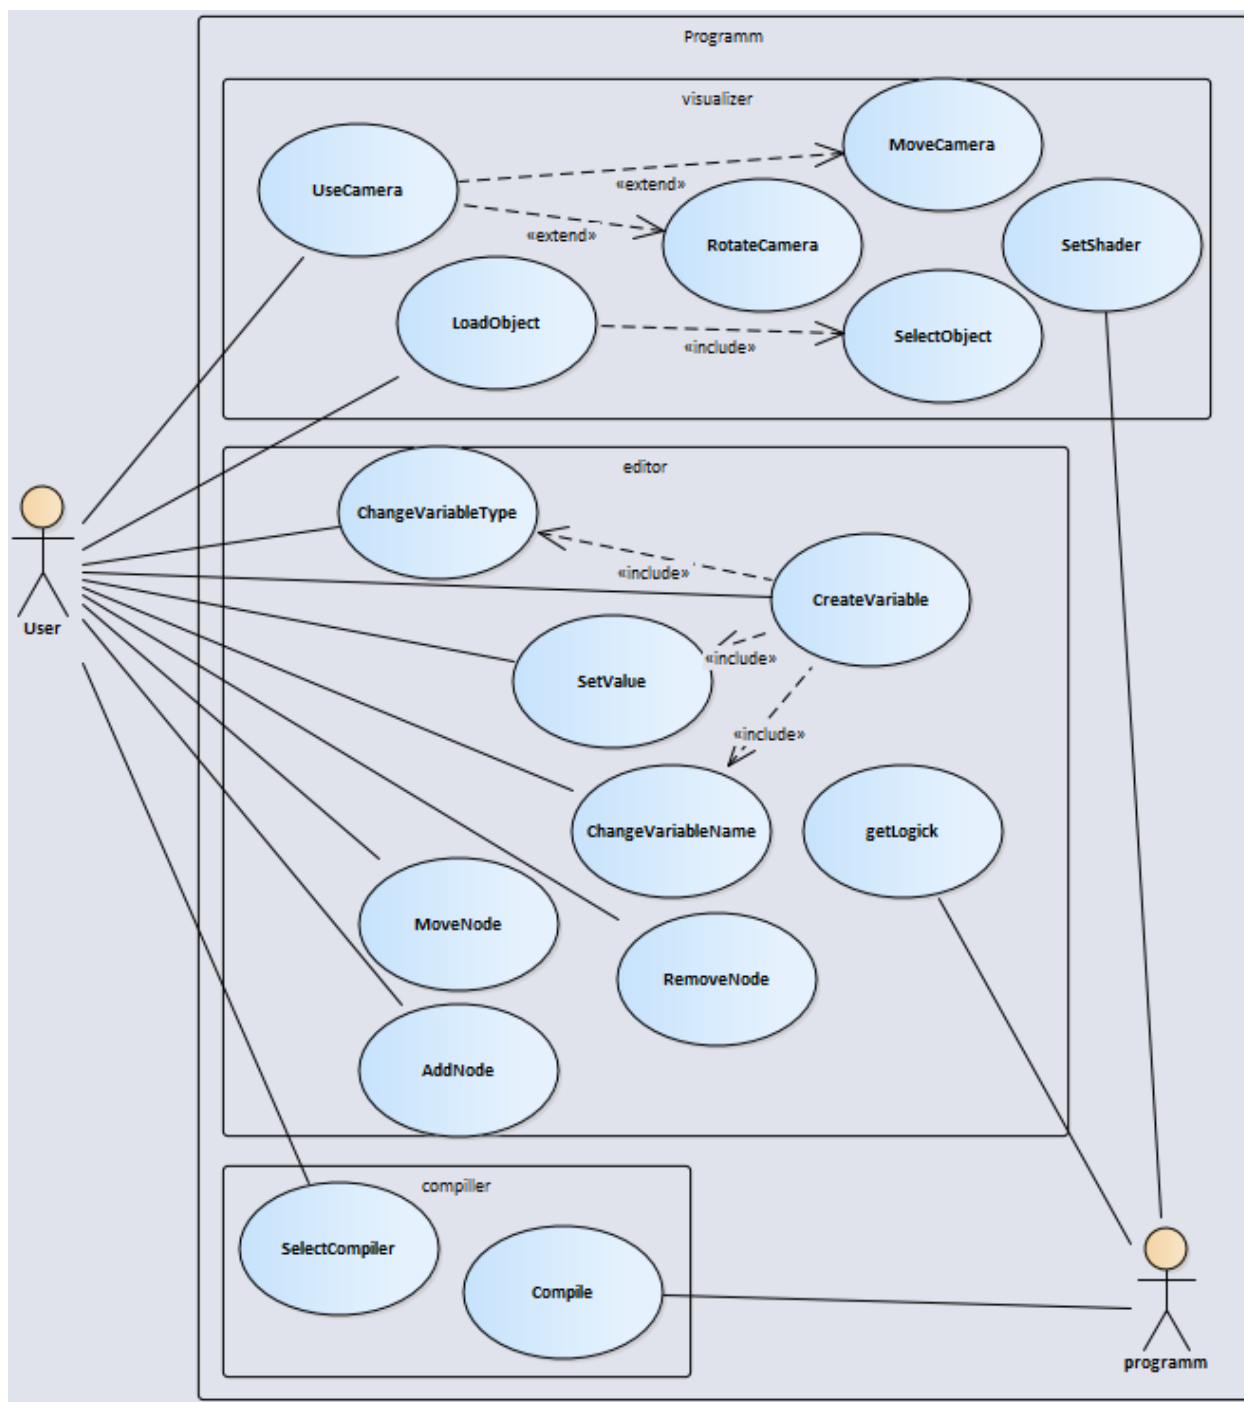 Programm
visualizer
MoveCamera
UseCamera
«extend»
«extend»
RotateCamera
SetShader
LoadObject
«include»
SelectObject
editor
ChangeVariableType
«include»
CreateVariable
User
«include»
SetValue
«include»
ChangeVariableName
getLogick
MoveNode
RemoveNode
AddNode
compiller
SelectCompiler
Compile
programm